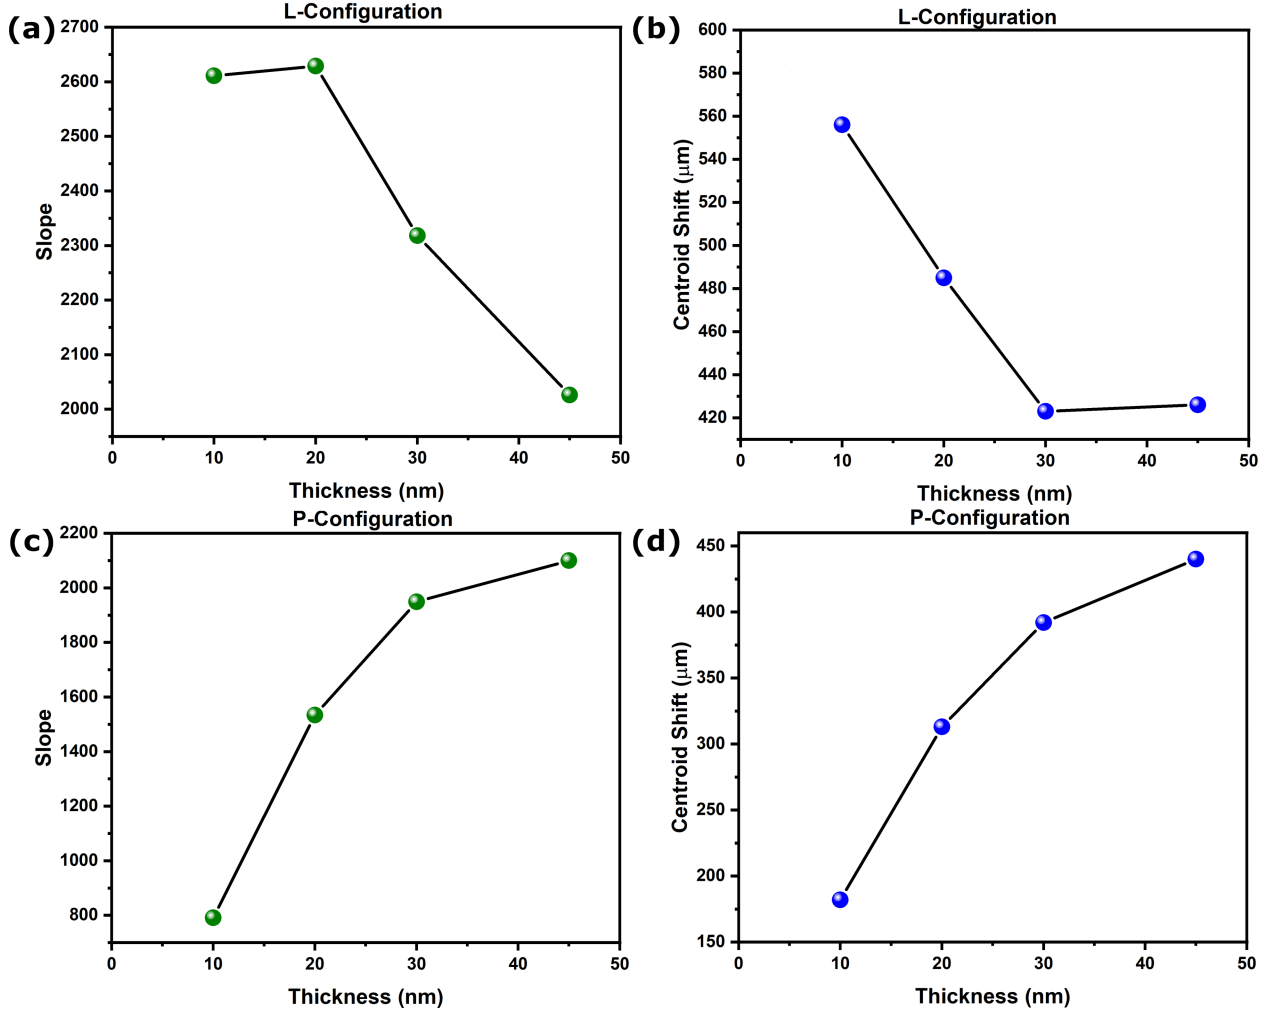 (a)
L-Configuration
2700
2600
2500
2400
2300
2200
2100
2000
Slope
0 10 20 30 40 50
Thickness (nm)
(b)
L-Configuration
600
580
560
540
520
500
480
460
440
420
Centroid Shift (μm)
0 10 20 30 40 50
Thickness (nm)
(c)
P-Configuration
2200
2000
1800
1600
1400
1200
1000
800
Slope
0 10 20 30 40 50
Thickness (nm)
(d)
P-Configuration
450
400
350
300
250
200
150
Centroid Shift (μm)
0 10 20 30 40 50
Thickness (nm)